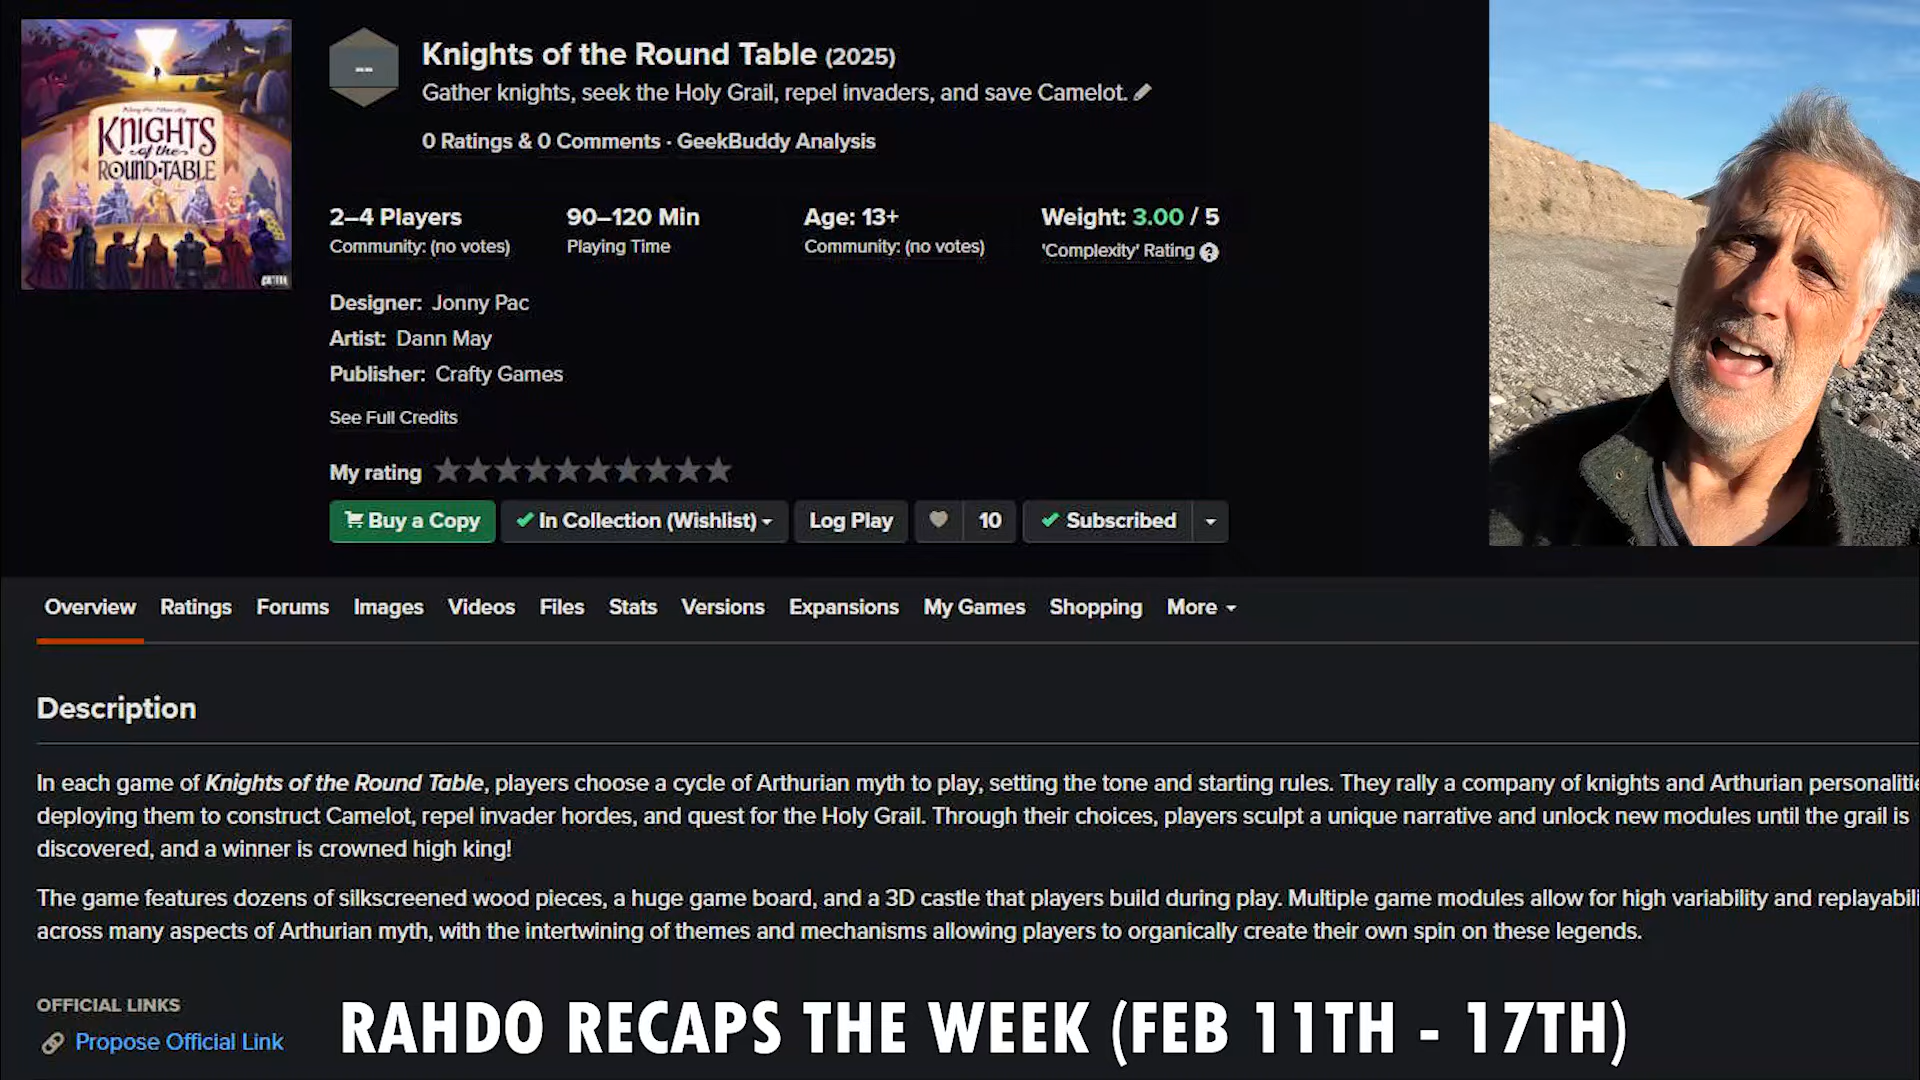 KNIGHTS
of the
ROUND TABLE
--
Knights of the Round Table (2025)
Gather knights, seek the Holy Grail, repel invaders, and save Camelot.
0 Ratings & 0 Comments · GeekBuddy Analysis
2–4 Players
Community: (no votes)
90–120 Min
Playing Time
Age: 13+
Community: (no votes)
Weight: 3.00 / 5
'Complexity' Rating ?
Designer: Jonny Pac
Artist: Dann May
Publisher: Crafty Games
See Full Credits
My rating
Buy a Copy
In Collection (Wishlist)
Log Play
10
Subscribed
Overview Ratings Forums Images Videos Files Stats Versions Expansions My Games Shopping More
Description
In each game of Knights of the Round Table, players choose a cycle of Arthurian myth to play, setting the tone and starting rules. They rally a company of knights and Arthurian personalitie
deploying them to construct Camelot, repel invader hordes, and quest for the Holy Grail. Through their choices, players sculpt a unique narrative and unlock new modules until the grail is
discovered, and a winner is crowned high king!
The game features dozens of silkscreened wood pieces, a huge game board, and a 3D castle that players build during play. Multiple game modules allow for high variability and replayabili
across many aspects of Arthurian myth, with the intertwining of themes and mechanisms allowing players to organically create their own spin on these legends.
OFFICIAL LINKS
Propose Official Link
RAHDO RECAPS THE WEEK (FEB 11TH - 17TH)